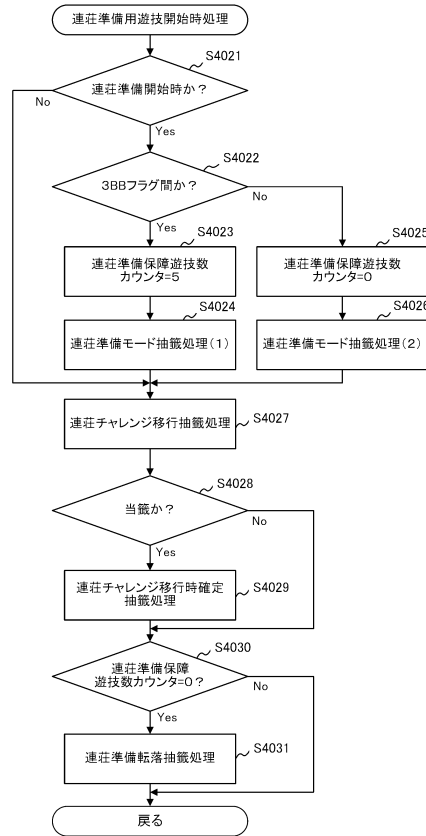 連荘準備用遊技開始時処理
S4021
連荘準備開始時か？
No
Yes
S4022
3BBフラグ間か？
No
Yes
S4023
連荘準備保障遊技数
カウンタ=5
S4025
連荘準備保障遊技数
カウンタ=0
S4024
連荘準備モード抽籤処理(1)
S4026
連荘準備モード抽籤処理(2)
連荘チャレンジ移行抽籤処理
S4027
S4028
当籤か？
No
Yes
S4029
連荘チャレンジ移行時確定
抽籤処理
S4030
連荘準備保障
遊技数カウンタ=0？
No
Yes
連荘準備転落抽籤処理
S4031
戻る